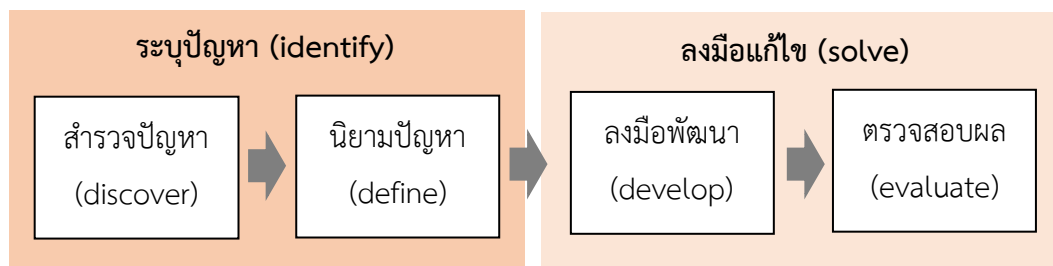 ระบุปัญหา (identify)
สำรวจปัญหา
(discover)
นิยามปัญหา
(define)
ลงมือแก้ไข (solve)
ลงมือพัฒนา
(develop)
ตรวจสอบผล
(evaluate)